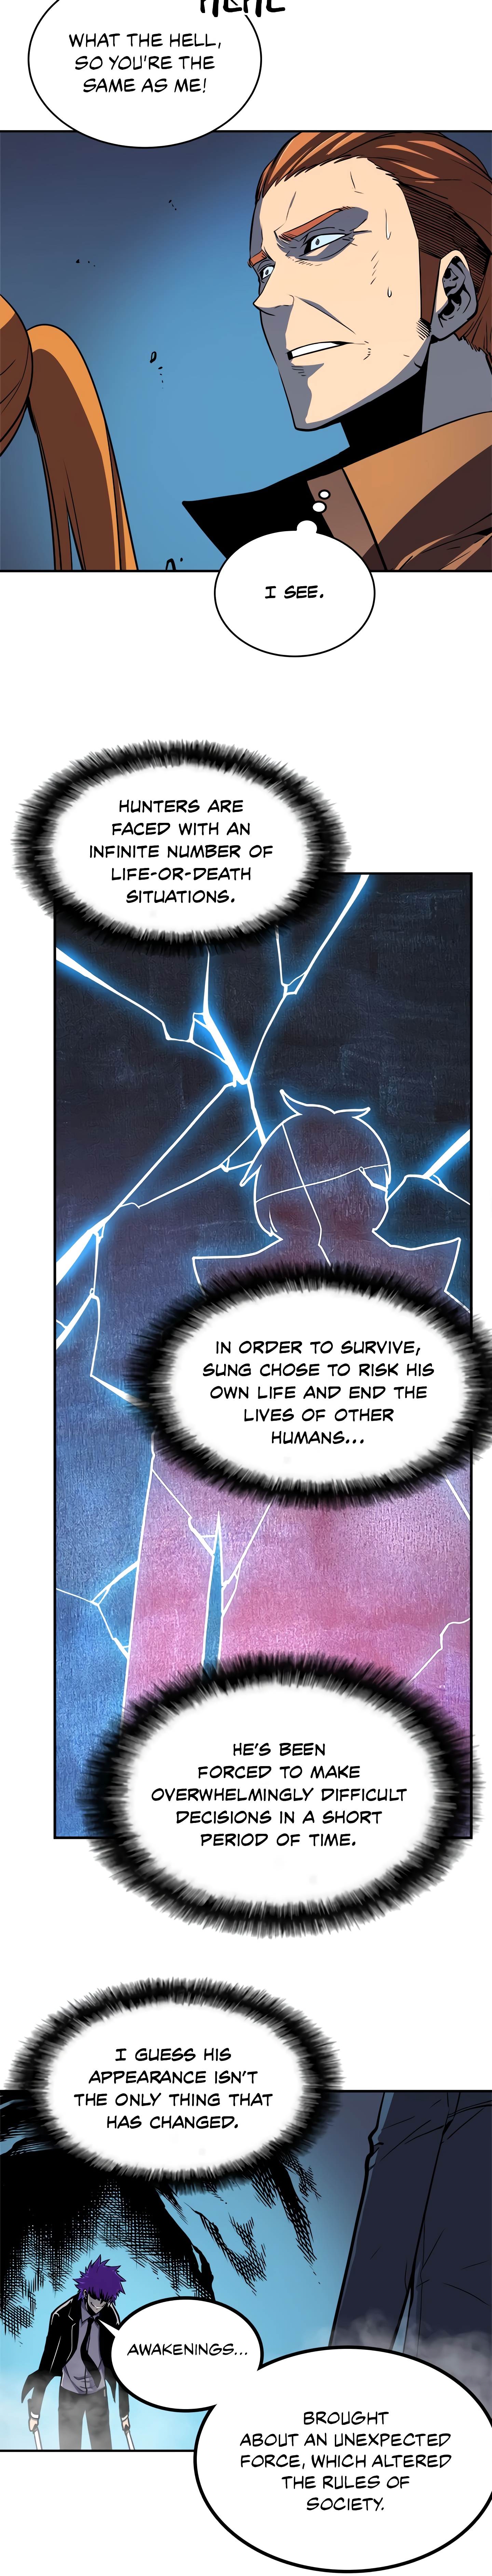 WHAT THE HELL,
SO YOU'RE THE
SAME AS ME!
I SEE.
HUNTERS ARE
FACED WITH AN
INFINITE NUMBER OF
LIFE-OR-DEATH
SITUATIONS.
IN ORDER TO SURVIVE,
SUNG CHOSE TO RISK HIS
OWN LIFE AND END THE
LIVES OF OTHER
HUMANS...
HE'S BEEN
FORCED TO MAKE
OVERWHELMINGLY DIFFICULT
DECISIONS IN A SHORT
PERIOD OF TIME.
I GUESS HIS
APPEARANCE ISN'T
THE ONLY THING THAT
HAS CHANGED.
AWAKENINGS...
BROUGHT
ABOUT AN UNEXPECTED
FORCE, WHICH ALTERED
THE RULES OF
SOCIETY.